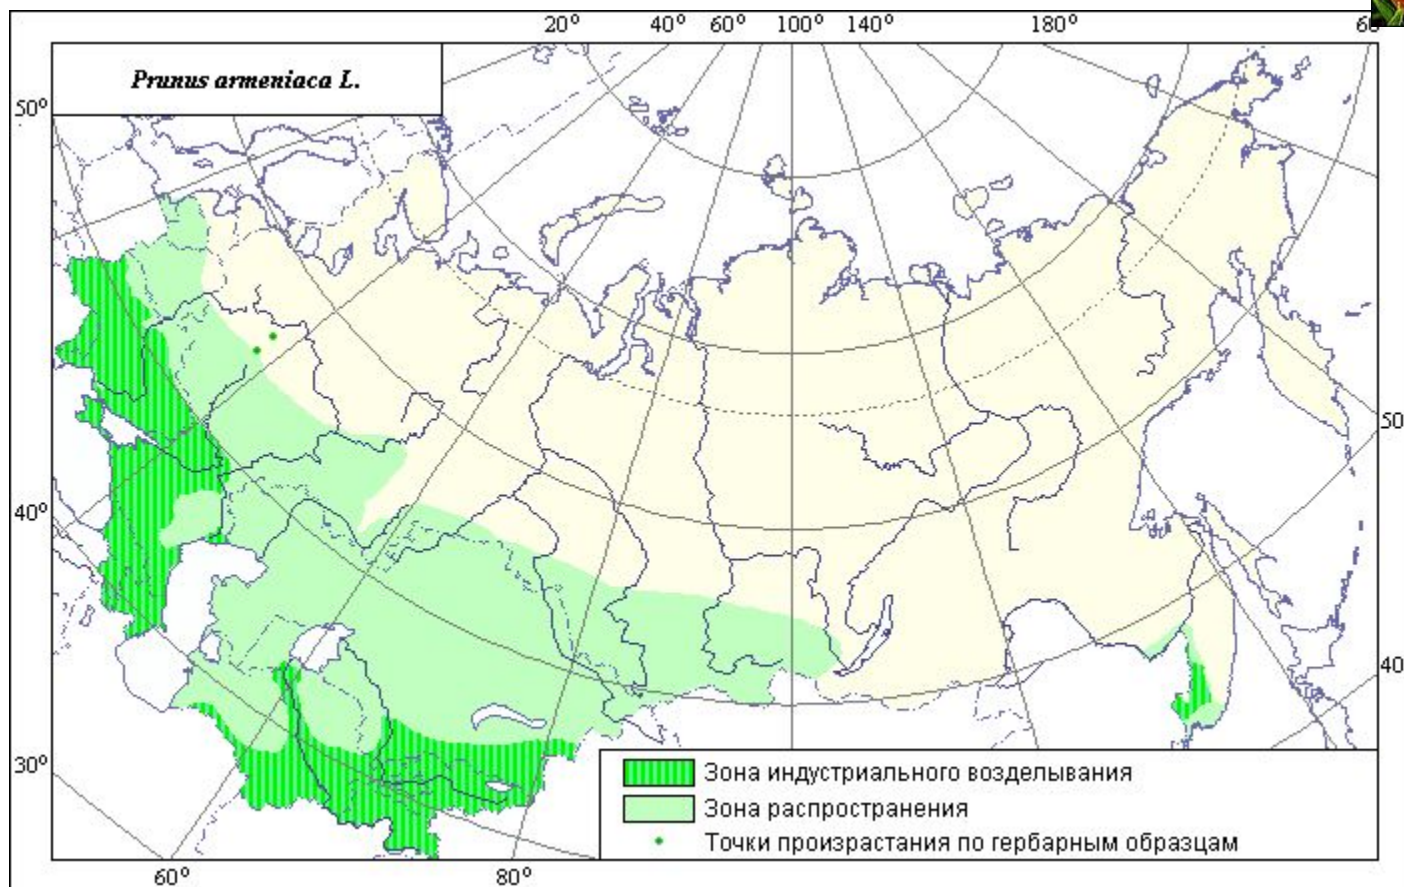 20° 40° 60° 100° 140° 180° 60
Prunus armeniaca L.
50°
50
40°
40
30°
Зона индустриального возделывания
Зона распространения
Точки произрастания по гербарным образцам
60° 80°